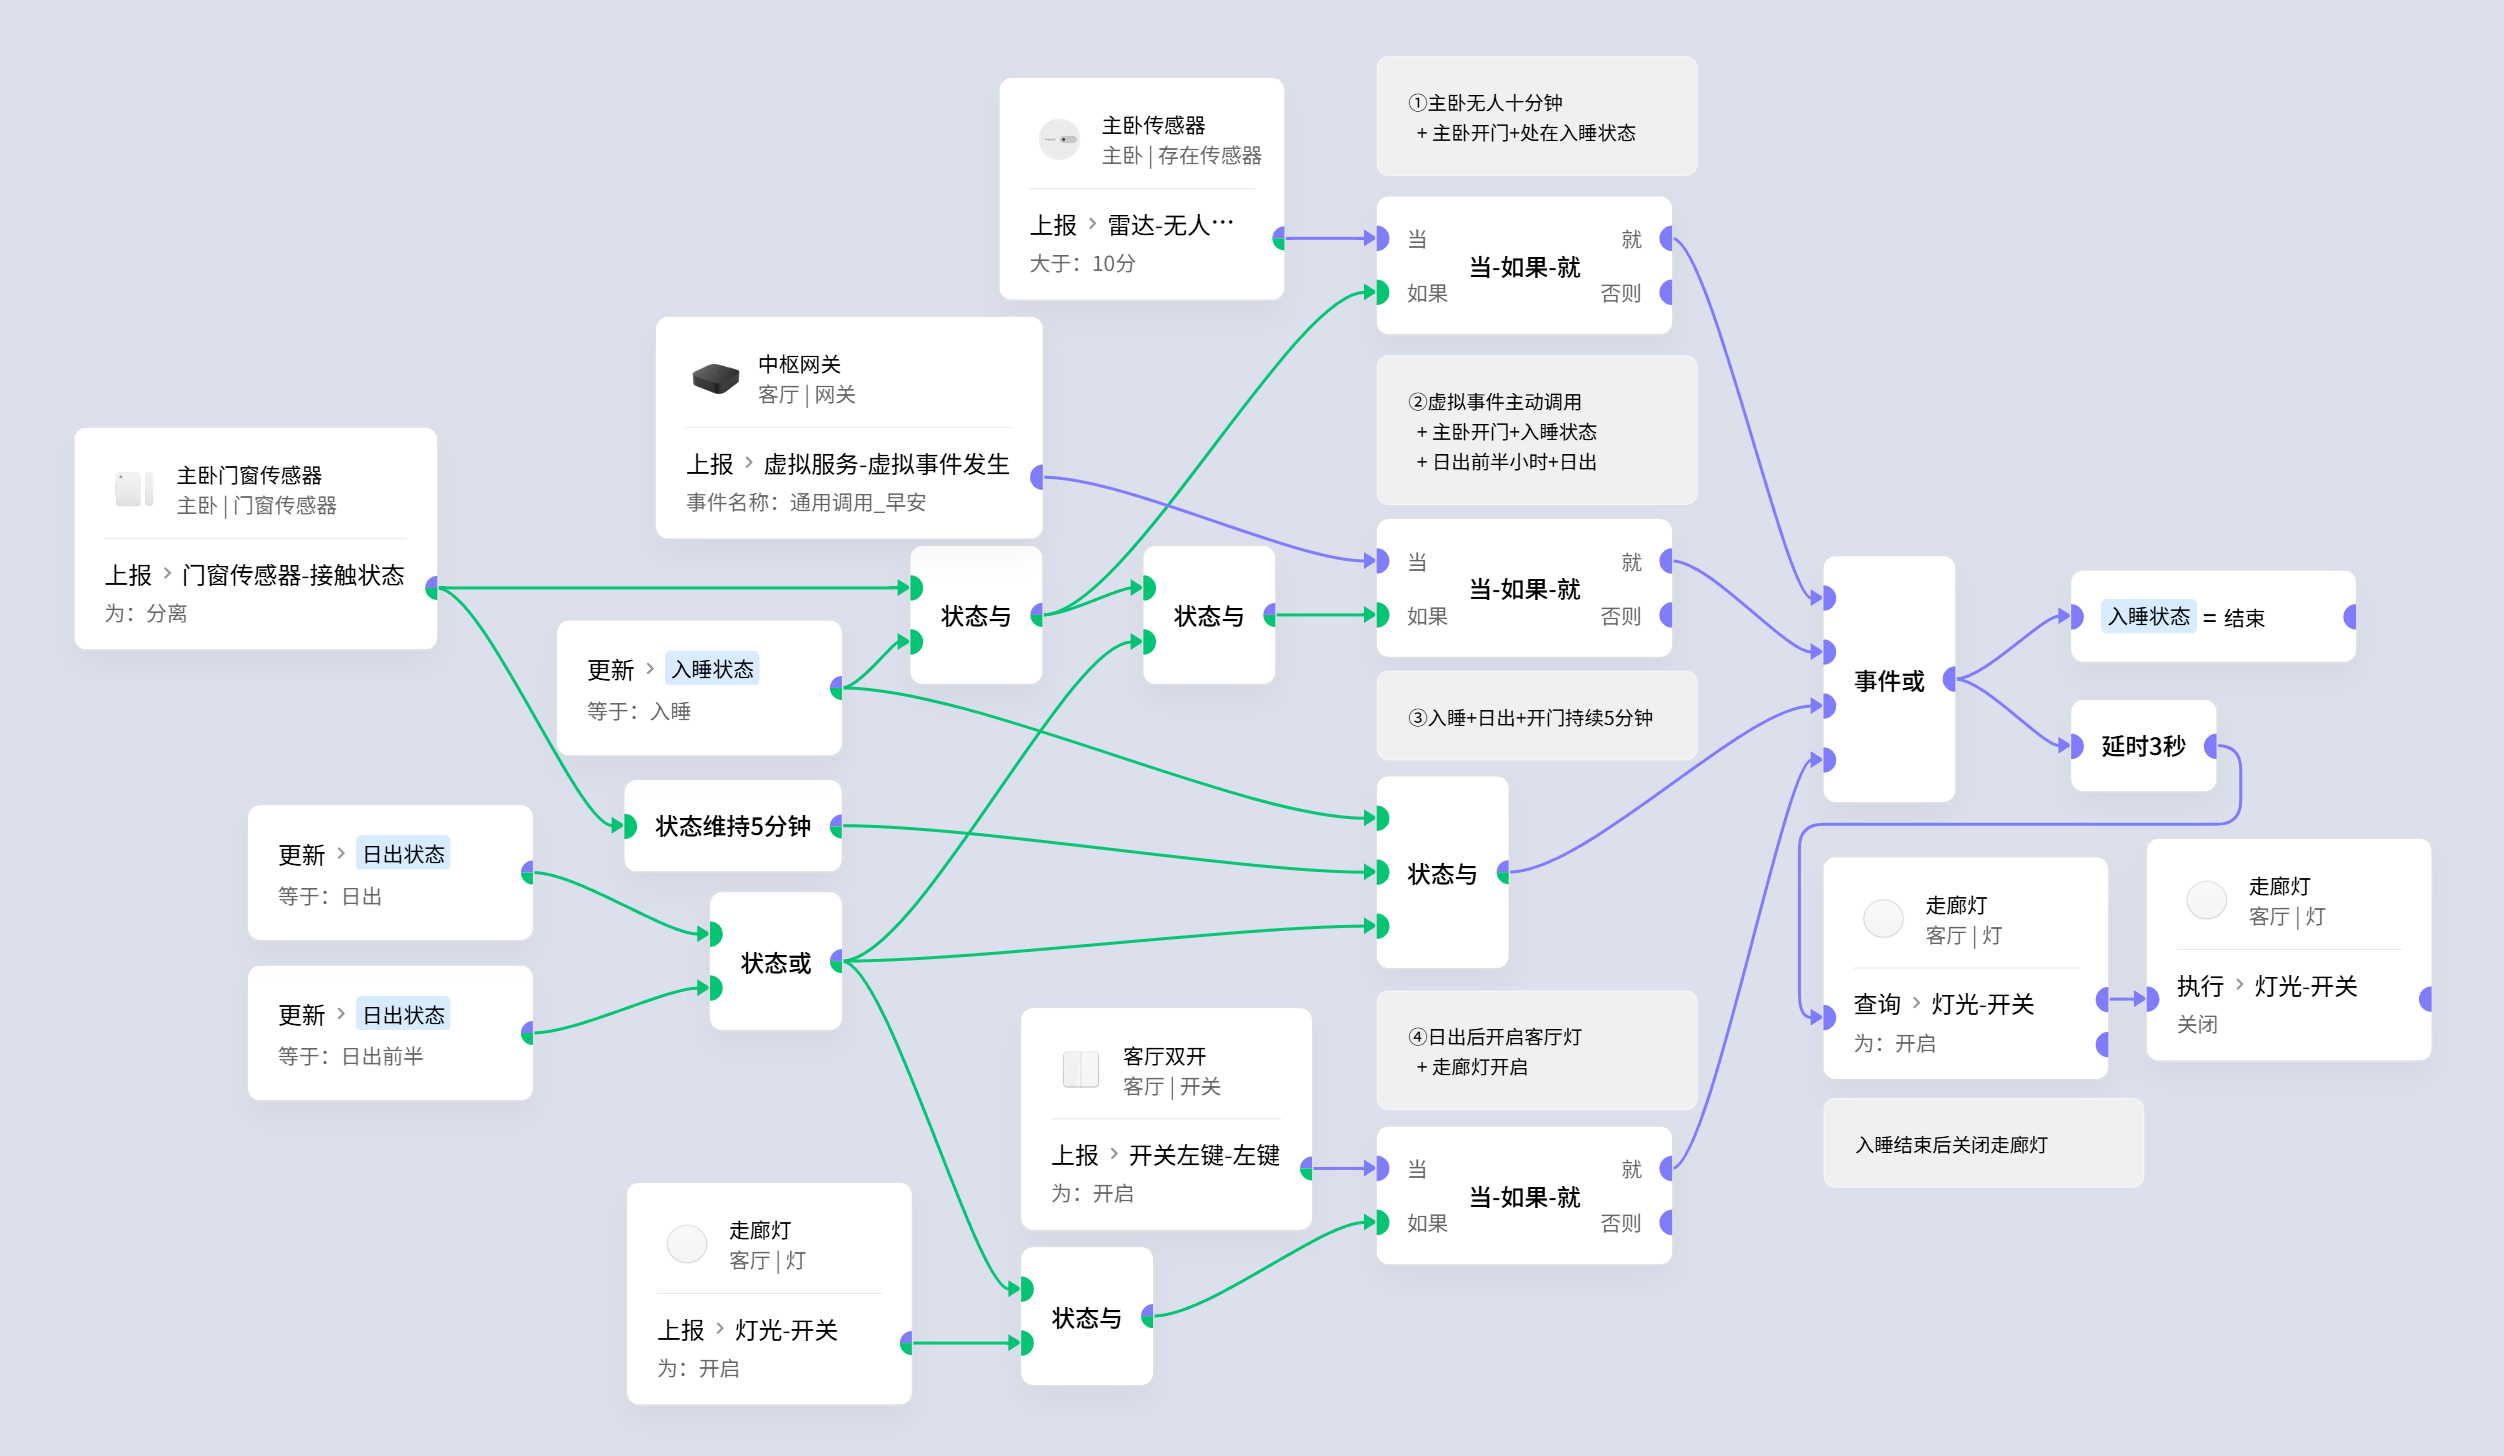 ①主卧无人十分钟
+ 主卧开门+处在入睡状态
主卧传感器
主卧 | 存在传感器
上报 > 雷达-无人…
大于：10分
当
就
当-如果-就
如果
否则
中枢网关
客厅 | 网关
上报 > 虚拟服务-虚拟事件发生
事件名称：通用调用_早安
②虚拟事件主动调用
+ 主卧开门+入睡状态
+ 日出前半小时+日出
主卧门窗传感器
主卧 | 门窗传感器
上报 > 门窗传感器-接触状态
为：分离
状态与
状态与
当
就
当-如果-就
如果
否则
更新 > 入睡状态
等于：入睡
③入睡+日出+开门持续5分钟
事件或
入睡状态 = 结束
延时3秒
状态维持5分钟
更新 > 日出状态
等于：日出
状态与
状态或
更新 > 日出状态
等于：日出前半
走廊灯
客厅 | 灯
查询 > 灯光-开关
为：开启
走廊灯
客厅 | 灯
执行 > 灯光-开关
关闭
④日出后开启客厅灯
+ 走廊灯开启
客厅双开
客厅 | 开关
上报 > 开关左键-左键
为：开启
当
就
当-如果-就
如果
否则
入睡结束后关闭走廊灯
走廊灯
客厅 | 灯
上报 > 灯光-开关
为：开启
状态与